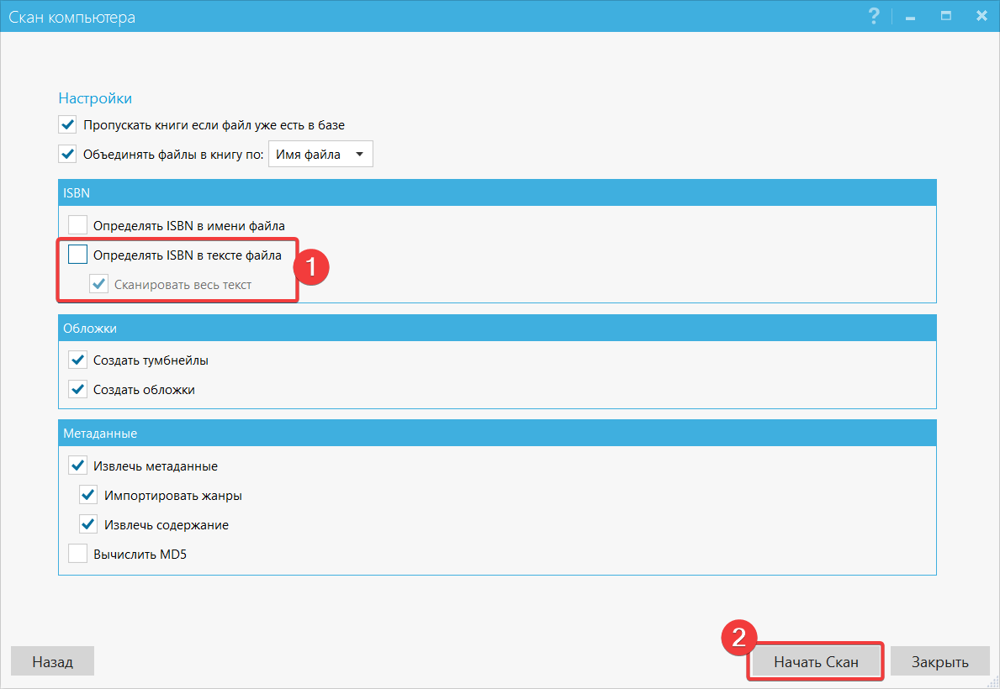 Скан компьютера
?
Настройки
Пропускать книги если файл уже есть в базе
Объединять файлы в книгу по: Имя файла
ISBN
Определять ISBN в имени файла
Определять ISBN в тексте файла
1
Сканировать весь текст
Обложки
Создать тумбнейлы
Создать обложки
Метаданные
Извлечь метаданные
Импортировать жанры
Извлечь содержание
Вычислить MD5
2
Назад Начать Скан Закрыть